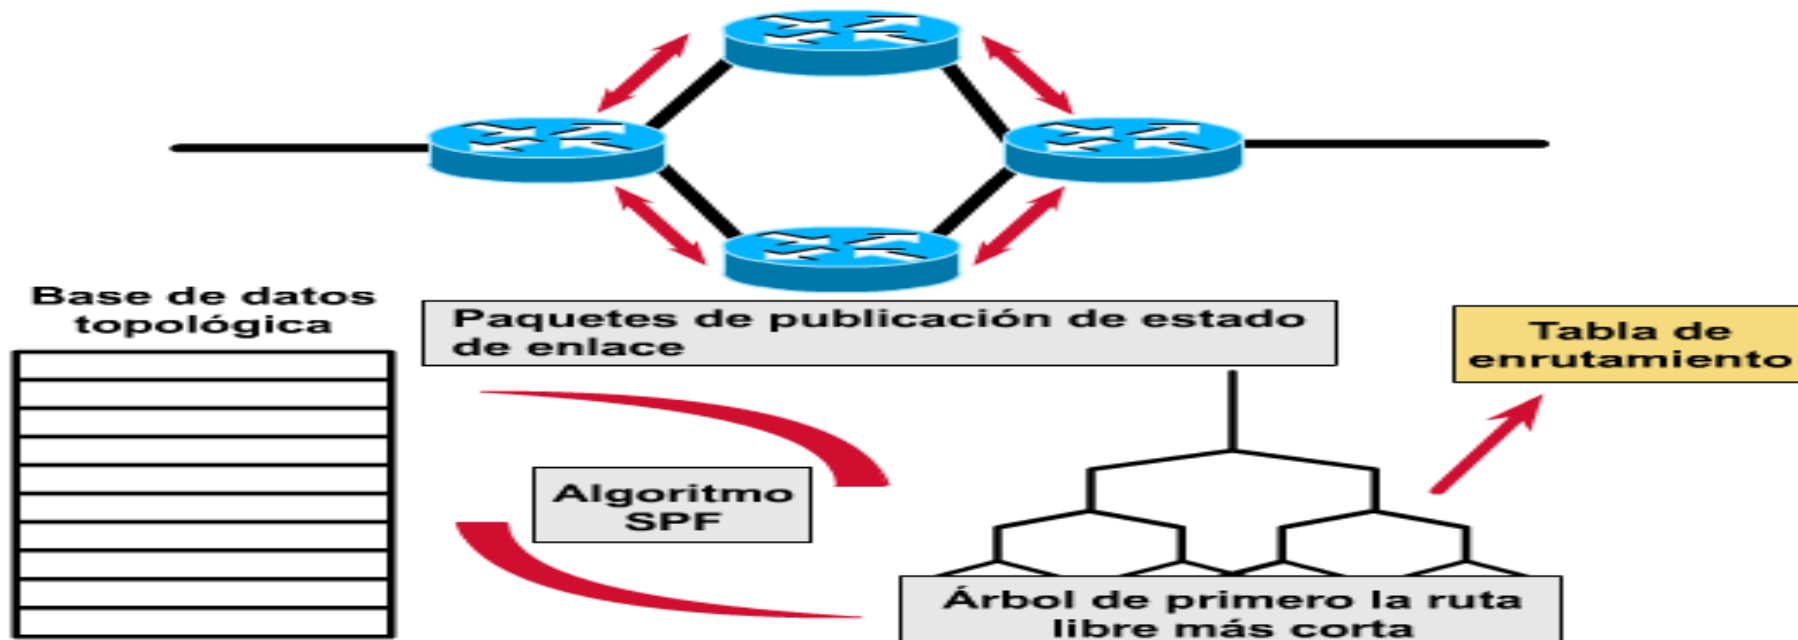 Base de datos
topológica
Paquetes de publicación de estado
de enlace
Tabla de
enrutamiento
Algoritmo
SPF
Árbol de primero la ruta
libre más corta